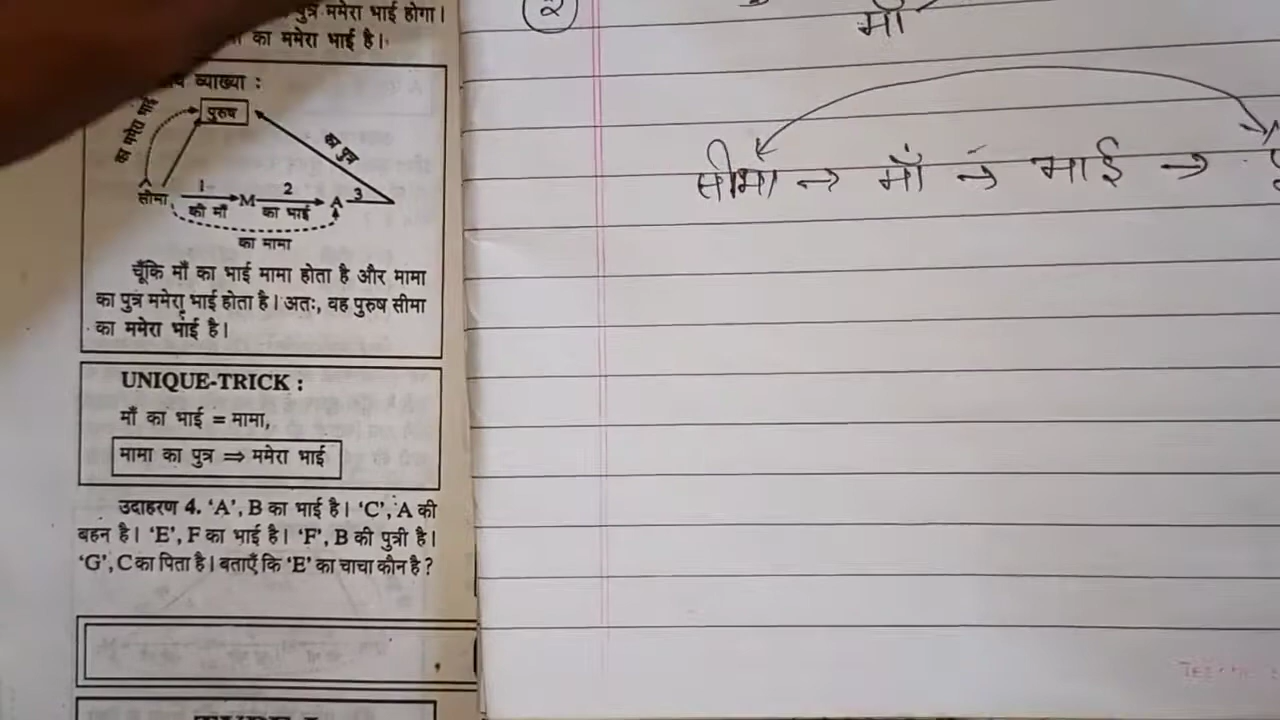 पुत्र ममेरा भाई होगा।
का ममेरा भाई है।
व्याख्या :
पुरुष
का ममेरा भाई
का पुत्र
सीमा
1
की माँ
M
2
का भाई
A
3
का मामा
चूँकि माँ का भाई मामा होता है और मामा
का पुत्र ममेरा भाई होता है। अतः, वह पुरुष सीमा
का ममेरा भाई है।
UNIQUE-TRICK :
माँ का भाई = मामा,
मामा का पुत्र ⇒ ममेरा भाई
उदाहरण 4. ‘A’, B का भाई है। ‘C’, A की
बहन है। ‘E’, F का भाई है। ‘F’, B की पुत्री है।
‘G’, C का पिता है। बताएँ कि ‘E’ का चाचा कौन है ?
2
माँ
सीमा → माँ → भाई →